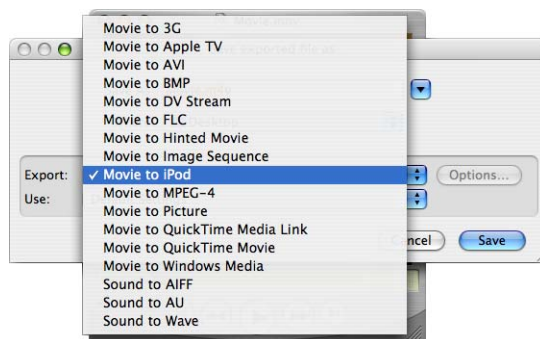 Movie to 3G
Movie to Apple TV
Movie to AVI
Movie to BMP
Movie to DV Stream
Movie to FLC
Movie to Hinted Movie
Movie to Image Sequence
Export: ✓ Movie to iPod Options...
Use: Movie to MPEG-4
Movie to Picture
Movie to QuickTime Media Link
Movie to QuickTime Movie
ncel Save
Movie to Windows Media
Sound to AIFF
Sound to AU
Sound to Wave